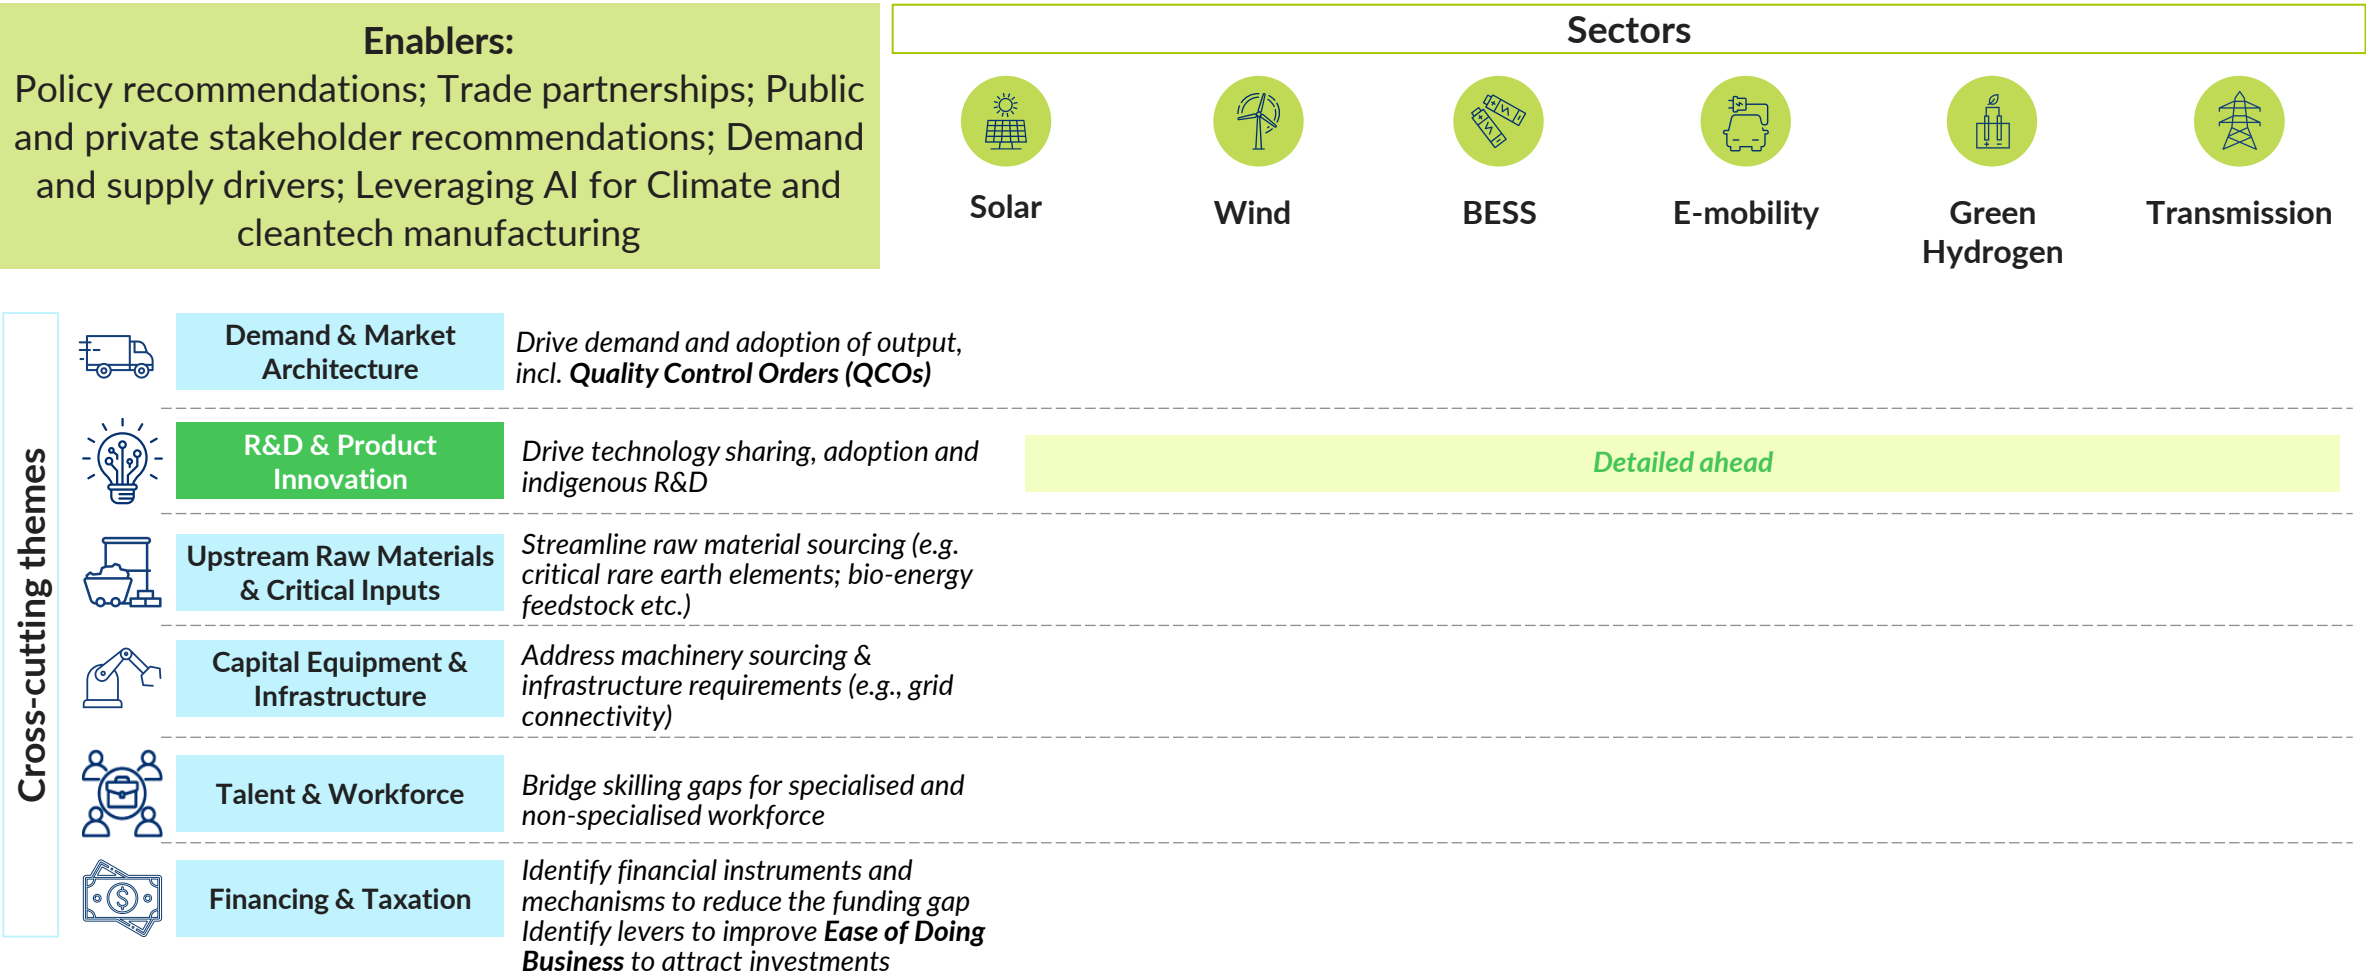 Enablers:
Policy recommendations; Trade partnerships; Public
and private stakeholder recommendations; Demand
and supply drivers; Leveraging AI for Climate and
cleantech manufacturing
Sectors
Solar
Wind
BESS
E-mobility
Green
Hydrogen
Transmission
Cross-cutting themes
Demand & Market
Architecture
Drive demand and adoption of output,
incl. Quality Control Orders (QCOs)
R&D & Product
Innovation
Drive technology sharing, adoption and
indigenous R&D
Detailed ahead
Upstream Raw Materials
& Critical Inputs
Streamline raw material sourcing (e.g.
critical rare earth elements; bio-energy
feedstock etc.)
Capital Equipment &
Infrastructure
Address machinery sourcing &
infrastructure requirements (e.g., grid
connectivity)
Talent & Workforce
Bridge skilling gaps for specialised and
non-specialised workforce
Financing & Taxation
Identify financial instruments and
mechanisms to reduce the funding gap
Identify levers to improve Ease of Doing
Business to attract investments